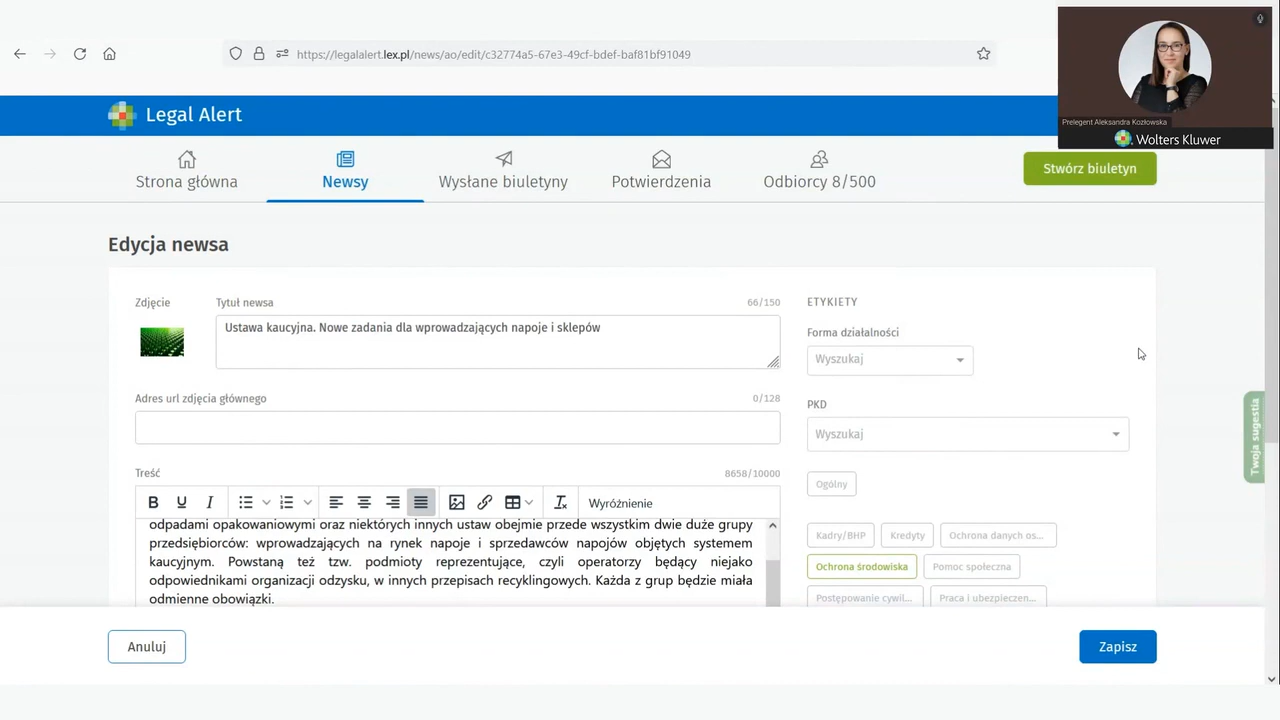 https://legalalert.lex.pl/news/ao/edit/c32774a5-67e3-49cf-bdef-baf81bf91049
Prelegent Aleksandra Kozłowska
Wolters Kluwer
Legal Alert
Strona główna
Newsy
Wysłane biuletyny
Potwierdzenia
Odbiorcy 8/500
Stwórz biuletyn
Edycja newsa
Zdjęcie
Tytuł newsa
66/150
Ustawa kaucyjna. Nowe zadania dla wprowadzających napoje i sklepów
Adres url zdjęcia głównego
0/128
Treść
8658/10000
B U I
Wyróżnienie
odpadami opakowaniowymi oraz niektórych innych ustaw obejmie przede wszystkim dwie duże grupy
przedsiębiorców: wprowadzających na rynek napoje i sprzedawców napojów objętych systemem
kaucyjnym. Powstaną też tzw. podmioty reprezentujące, czyli operatorzy będący niejako
odpowiednikami organizacji odzysku, w innych przepisach recyklingowych. Każda z grup będzie miała
odmienne obowiązki.
ETYKIETY
Forma działalności
Wyszukaj
PKD
Wyszukaj
Ogólny
Kadry/BHP
Kredyty
Ochrona danych os...
Ochrona środowiska
Pomoc społeczna
Postępowanie cywil...
Praca i ubezpieczen...
Twoja sugestia
Anuluj
Zapisz